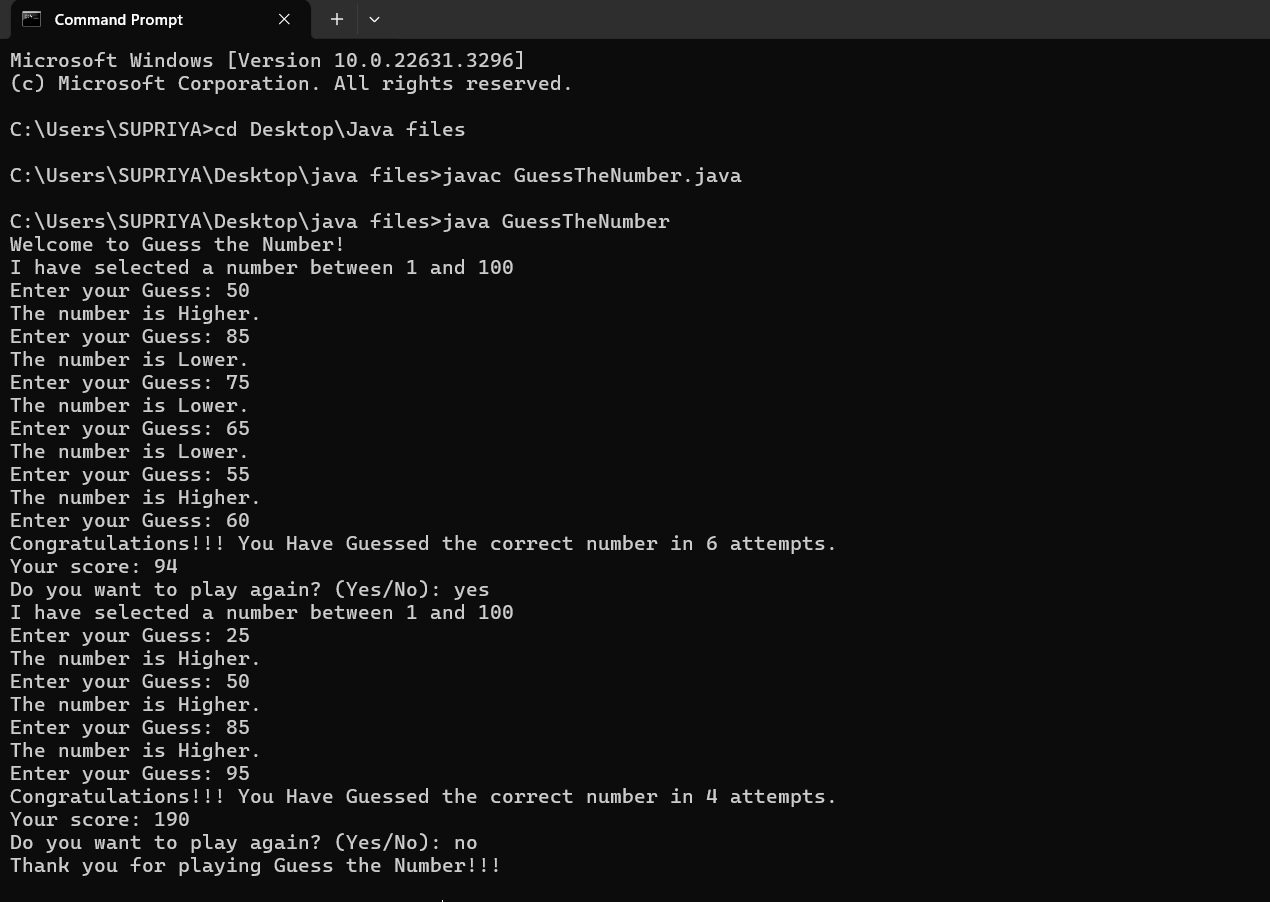 Command Prompt
Microsoft Windows [Version 10.0.22631.3296]
(c) Microsoft Corporation. All rights reserved.
C:\Users\SUPRIYA>cd Desktop\Java files
C:\Users\SUPRIYA\Desktop\java files>javac GuessTheNumber.java
C:\Users\SUPRIYA\Desktop\java files>java GuessTheNumber
Welcome to Guess the Number!
I have selected a number between 1 and 100
Enter your Guess: 50
The number is Higher.
Enter your Guess: 85
The number is Lower.
Enter your Guess: 75
The number is Lower.
Enter your Guess: 65
The number is Lower.
Enter your Guess: 55
The number is Higher.
Enter your Guess: 60
Congratulations!!! You Have Guessed the correct number in 6 attempts.
Your score: 94
Do you want to play again? (Yes/No): yes
I have selected a number between 1 and 100
Enter your Guess: 25
The number is Higher.
Enter your Guess: 50
The number is Higher.
Enter your Guess: 85
The number is Higher.
Enter your Guess: 95
Congratulations!!! You Have Guessed the correct number in 4 attempts.
Your score: 190
Do you want to play again? (Yes/No): no
Thank you for playing Guess the Number!!!